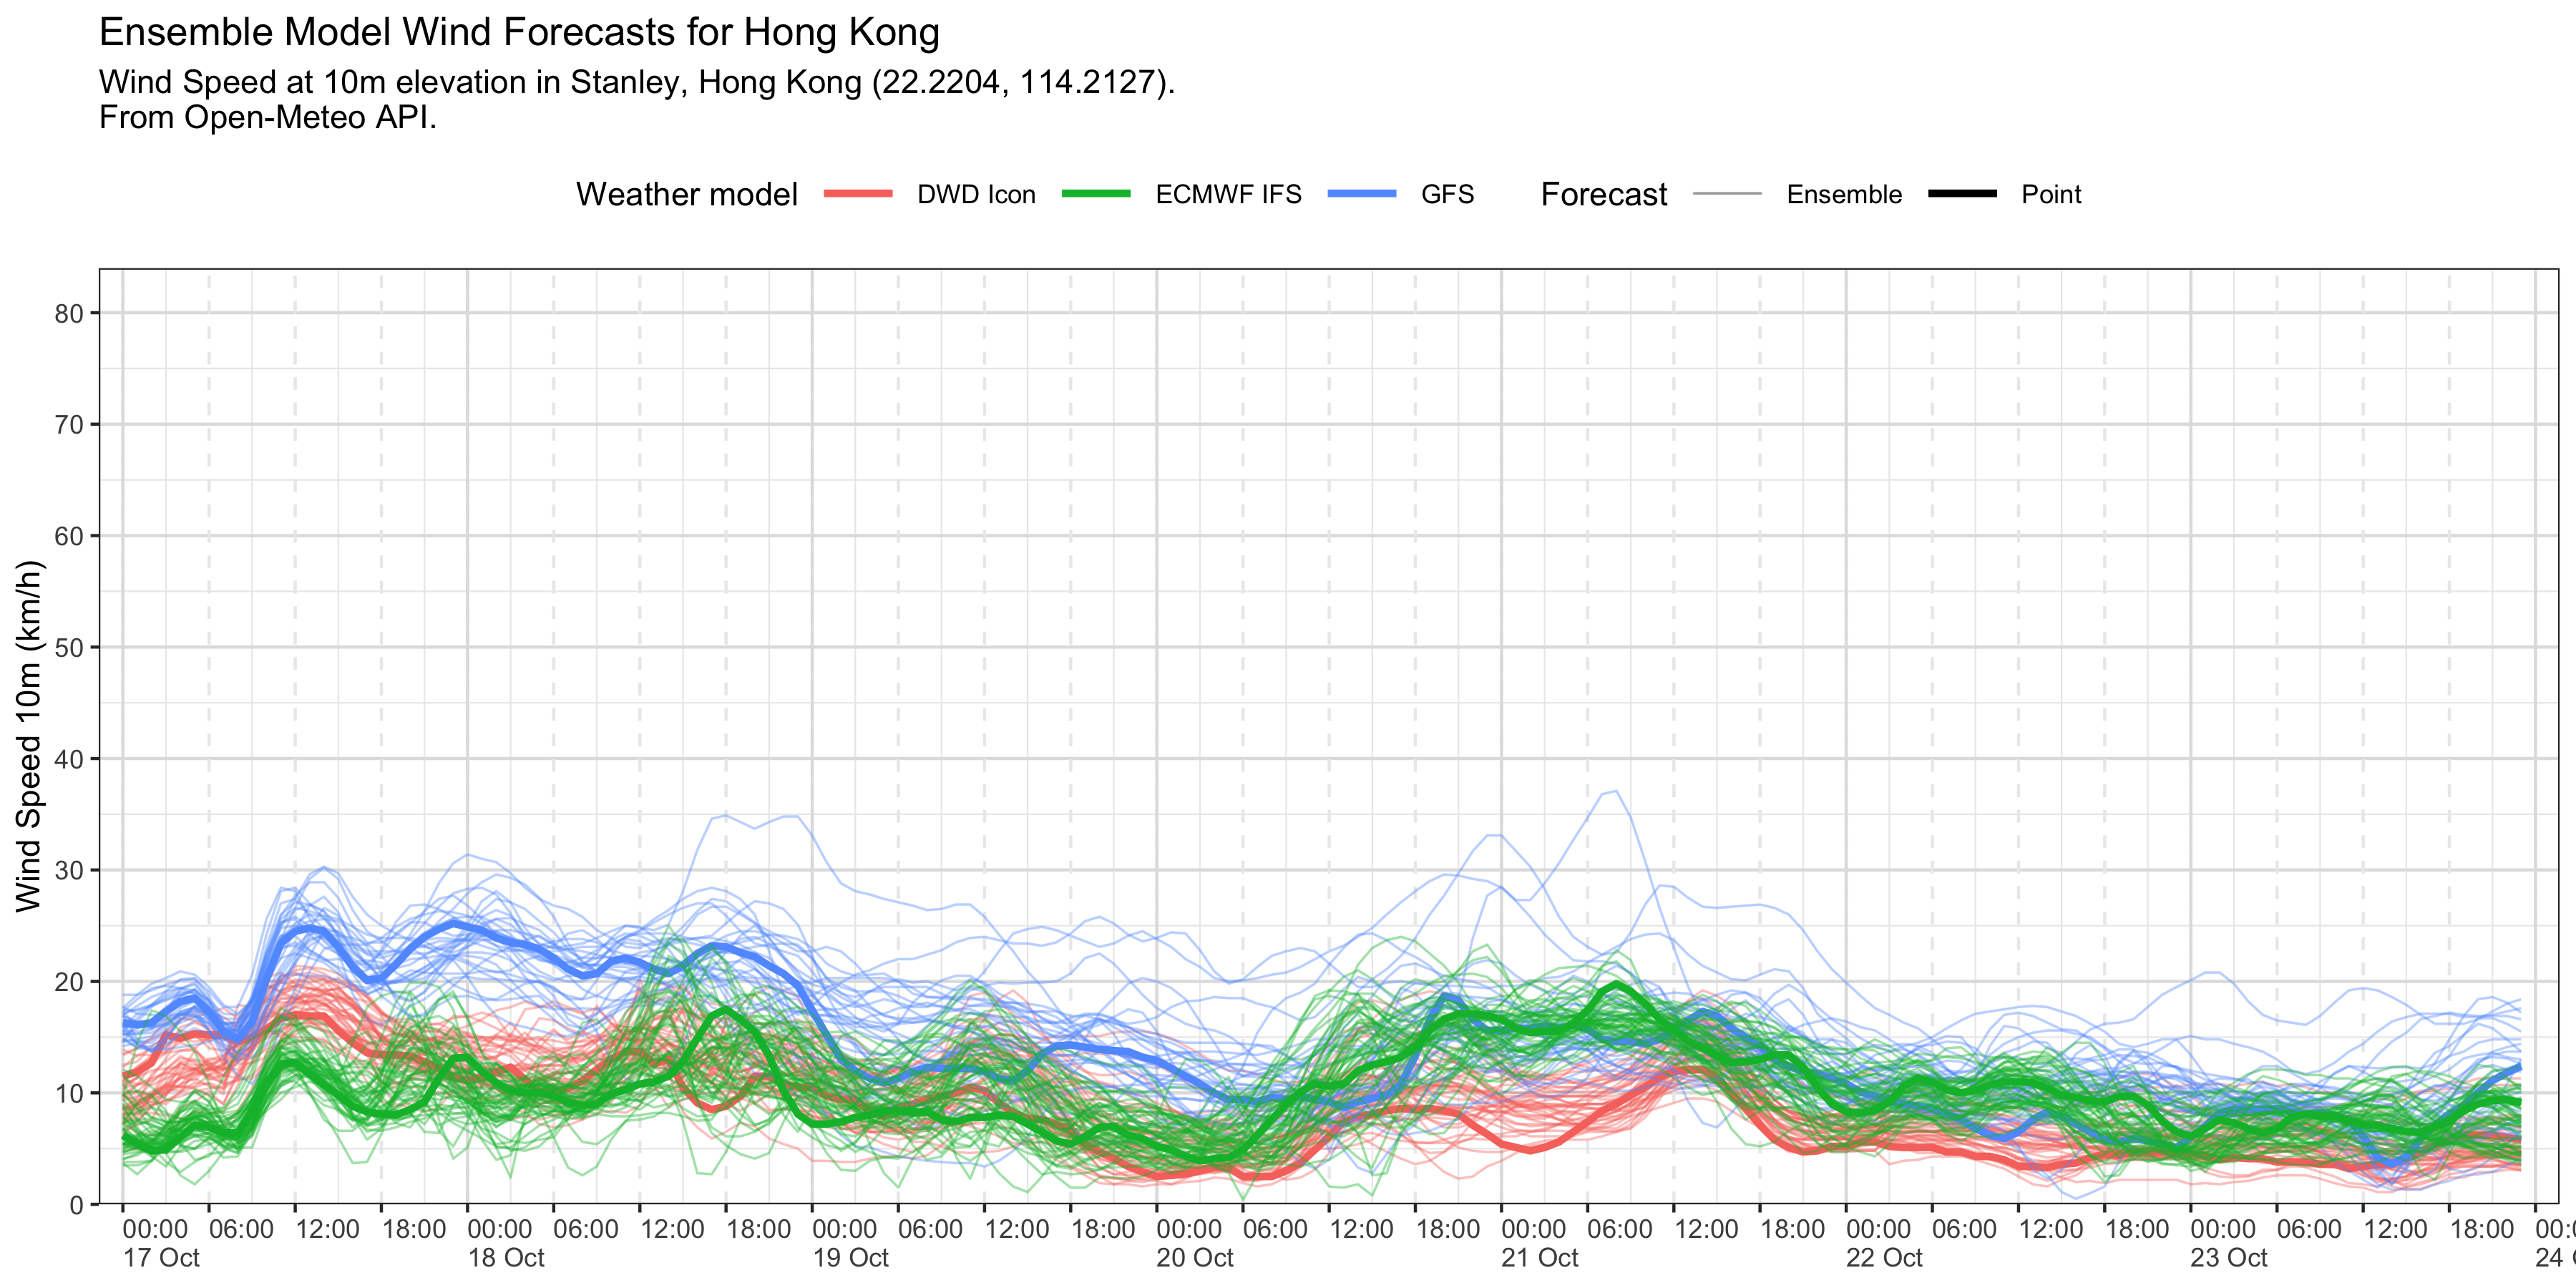 Ensemble Model Wind Forecasts for Hong Kong
Wind Speed at 10m elevation in Stanley, Hong Kong (22.2204, 114.2127).
From Open-Meteo API.
Weather model DWD Icon ECMWF IFS GFS Forecast Ensemble Point
Wind Speed 10m (km/h)
80
70
60
50
40
30
20
10
0
00:00 06:00 12:00 18:00 00:00 06:00 12:00 18:00 00:00 06:00 12:00 18:00 00:00 06:00 12:00 18:00 00:00 06:00 12:00 18:00 00:00 06:00 12:00 18:00 00:00 06:00 12:00 18:00
17 Oct 18 Oct 19 Oct 20 Oct 21 Oct 22 Oct 23 Oct 24